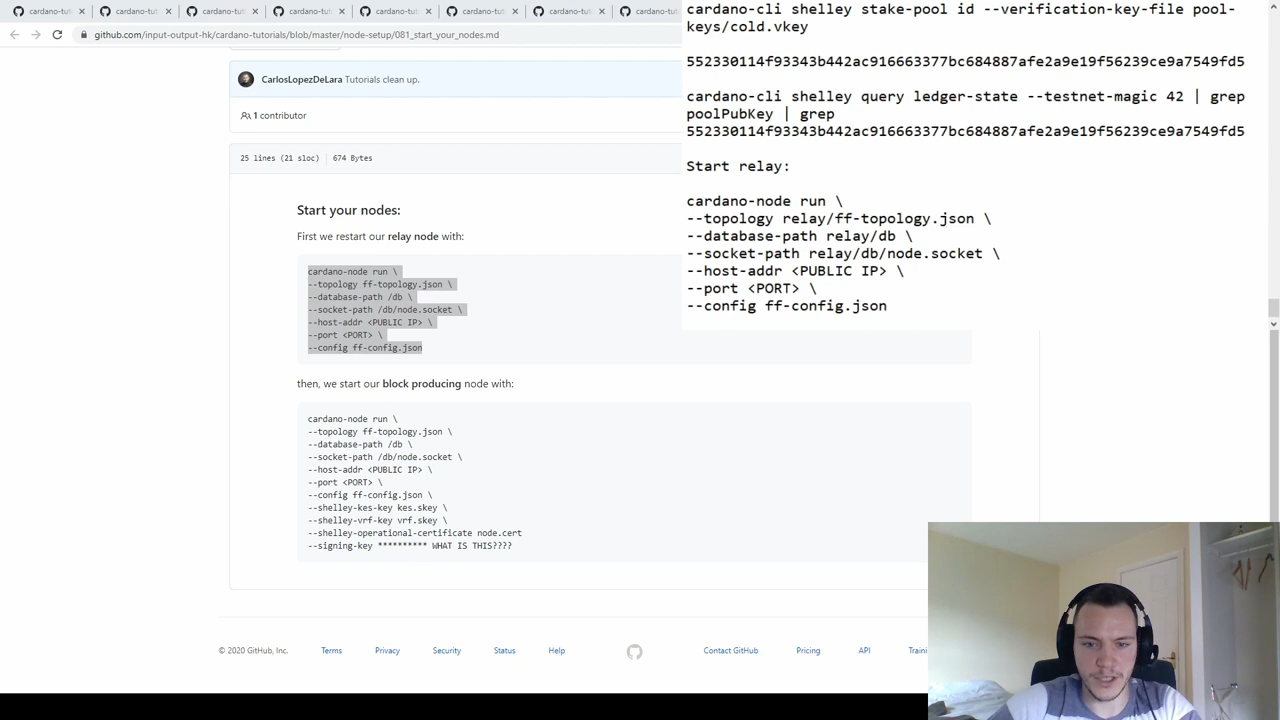 cardano-tut
cardano-tut
cardano-tut
cardano-tut
cardano-tut
cardano-tut
cardano-tut
cardano-tut
github.com/input-output-hk/cardano-tutorials/blob/master/node-setup/081_start_your_nodes.md
CarlosLopezDeLara Tutorials clean up.
1 contributor
25 lines (21 sloc) 674 Bytes
Start your nodes:
First we restart our relay node with:
cardano-node run \
--topology ff-topology.json \
--database-path /db \
--socket-path /db/node.socket \
--host-addr <PUBLIC IP> \
--port <PORT> \
--config ff-config.json
then, we start our block producing node with:
cardano-node run \
--topology ff-topology.json \
--database-path /db \
--socket-path /db/node.socket \
--host-addr <PUBLIC IP> \
--port <PORT> \
--config ff-config.json \
--shelley-kes-key kes.skey \
--shelley-vrf-key vrf.skey \
--shelley-operational-certificate node.cert
--signing-key ********** WHAT IS THIS????
© 2020 GitHub, Inc. Terms Privacy Security Status Help Contact GitHub Pricing API Traini
cardano-cli shelley stake-pool id --verification-key-file pool-
keys/cold.vkey
552330114f93343b442ac916663377bc684887afe2a9e19f56239ce9a7549fd5
cardano-cli shelley query ledger-state --testnet-magic 42 | grep
poolPubKey | grep
552330114f93343b442ac916663377bc684887afe2a9e19f56239ce9a7549fd5
Start relay:
cardano-node run \
--topology relay/ff-topology.json \
--database-path relay/db \
--socket-path relay/db/node.socket \
--host-addr <PUBLIC IP> \
--port <PORT> \
--config ff-config.json